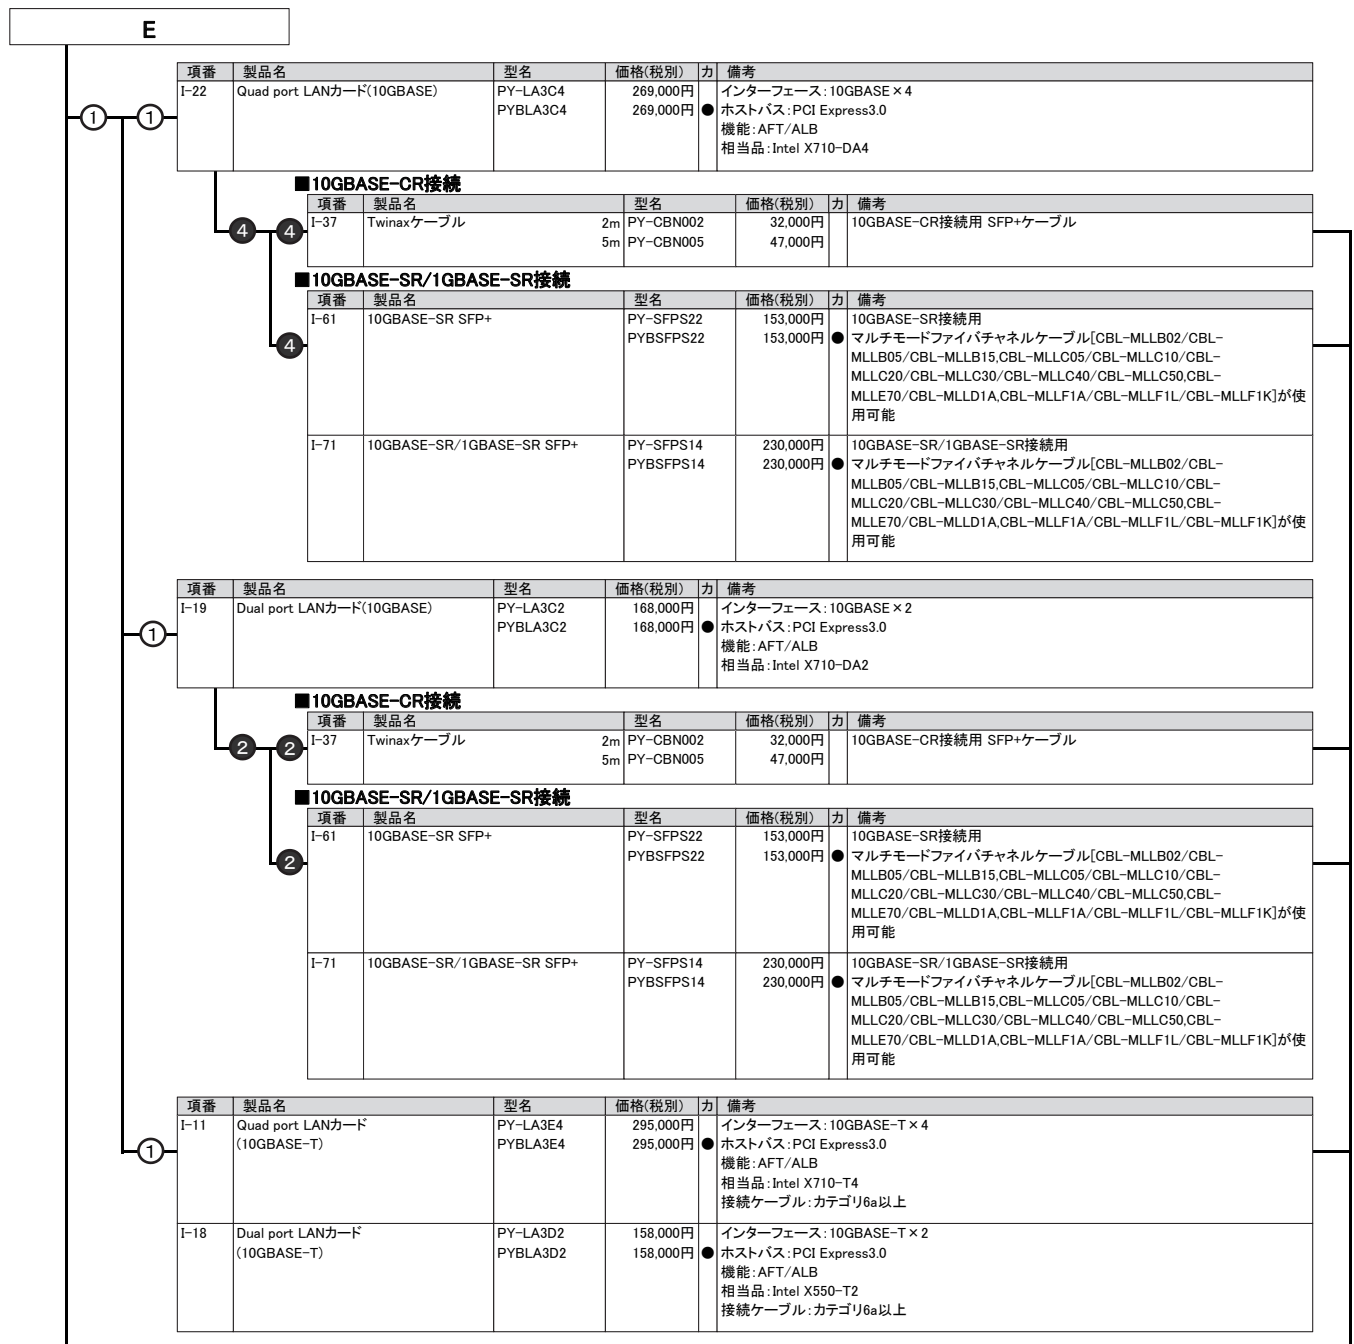 E
項番 製品名 型名 価格(税別) カ 備考
I-22 Quad port LANカード(10GBASE) PY-LA3C4 269,000円 インターフェース:10GBASE×4
PYBLA3C4 269,000円 ● ホストバス:PCI Express3.0
機能:AFT/ALB
相当品:Intel X710-DA4
① ①
■10GBASE-CR接続
項番 製品名 型名 価格(税別) カ 備考
I-37 Twinaxケーブル 2m PY-CBN002 32,000円 10GBASE-CR接続用 SFP+ケーブル
5m PY-CBN005 47,000円
4 4
■10GBASE-SR/1GBASE-SR接続
項番 製品名 型名 価格(税別) カ 備考
I-61 10GBASE-SR SFP+ PY-SFPS22 153,000円 10GBASE-SR接続用
PYBSFPS22 153,000円 ● マルチモードファイバチャネルケーブル[CBL-MLLB02/CBL-
MLLB05/CBL-MLLB15,CBL-MLLC05/CBL-MLLC10/CBL-
MLLC20/CBL-MLLC30/CBL-MLLC40/CBL-MLLC50,CBL-
MLLE70/CBL-MLLD1A,CBL-MLLF1A/CBL-MLLF1L/CBL-MLLF1K]が使
用可能
4
I-71 10GBASE-SR/1GBASE-SR SFP+ PY-SFPS14 230,000円 10GBASE-SR/1GBASE-SR接続用
PYBSFPS14 230,000円 ● マルチモードファイバチャネルケーブル[CBL-MLLB02/CBL-
MLLB05/CBL-MLLB15,CBL-MLLC05/CBL-MLLC10/CBL-
MLLC20/CBL-MLLC30/CBL-MLLC40/CBL-MLLC50,CBL-
MLLE70/CBL-MLLD1A,CBL-MLLF1A/CBL-MLLF1L/CBL-MLLF1K]が使
用可能
項番 製品名 型名 価格(税別) カ 備考
I-19 Dual port LANカード(10GBASE) PY-LA3C2 168,000円 インターフェース:10GBASE×2
PYBLA3C2 168,000円 ● ホストバス:PCI Express3.0
機能:AFT/ALB
相当品:Intel X710-DA2
①
■10GBASE-CR接続
項番 製品名 型名 価格(税別) カ 備考
I-37 Twinaxケーブル 2m PY-CBN002 32,000円 10GBASE-CR接続用 SFP+ケーブル
5m PY-CBN005 47,000円
2 2
■10GBASE-SR/1GBASE-SR接続
項番 製品名 型名 価格(税別) カ 備考
I-61 10GBASE-SR SFP+ PY-SFPS22 153,000円 10GBASE-SR接続用
PYBSFPS22 153,000円 ● マルチモードファイバチャネルケーブル[CBL-MLLB02/CBL-
MLLB05/CBL-MLLB15,CBL-MLLC05/CBL-MLLC10/CBL-
MLLC20/CBL-MLLC30/CBL-MLLC40/CBL-MLLC50,CBL-
MLLE70/CBL-MLLD1A,CBL-MLLF1A/CBL-MLLF1L/CBL-MLLF1K]が使
用可能
2
I-71 10GBASE-SR/1GBASE-SR SFP+ PY-SFPS14 230,000円 10GBASE-SR/1GBASE-SR接続用
PYBSFPS14 230,000円 ● マルチモードファイバチャネルケーブル[CBL-MLLB02/CBL-
MLLB05/CBL-MLLB15,CBL-MLLC05/CBL-MLLC10/CBL-
MLLC20/CBL-MLLC30/CBL-MLLC40/CBL-MLLC50,CBL-
MLLE70/CBL-MLLD1A,CBL-MLLF1A/CBL-MLLF1L/CBL-MLLF1K]が使
用可能
項番 製品名 型名 価格(税別) カ 備考
I-11 Quad port LANカード PY-LA3E4 295,000円 インターフェース:10GBASE-T×4
(10GBASE-T) PYBLA3E4 295,000円 ● ホストバス:PCI Express3.0
機能:AFT/ALB
相当品:Intel X710-T4
接続ケーブル:カテゴリ6a以上
①
I-18 Dual port LANカード PY-LA3D2 158,000円 インターフェース:10GBASE-T×2
(10GBASE-T) PYBLA3D2 158,000円 ● ホストバス:PCI Express3.0
機能:AFT/ALB
相当品:Intel X550-T2
接続ケーブル:カテゴリ6a以上